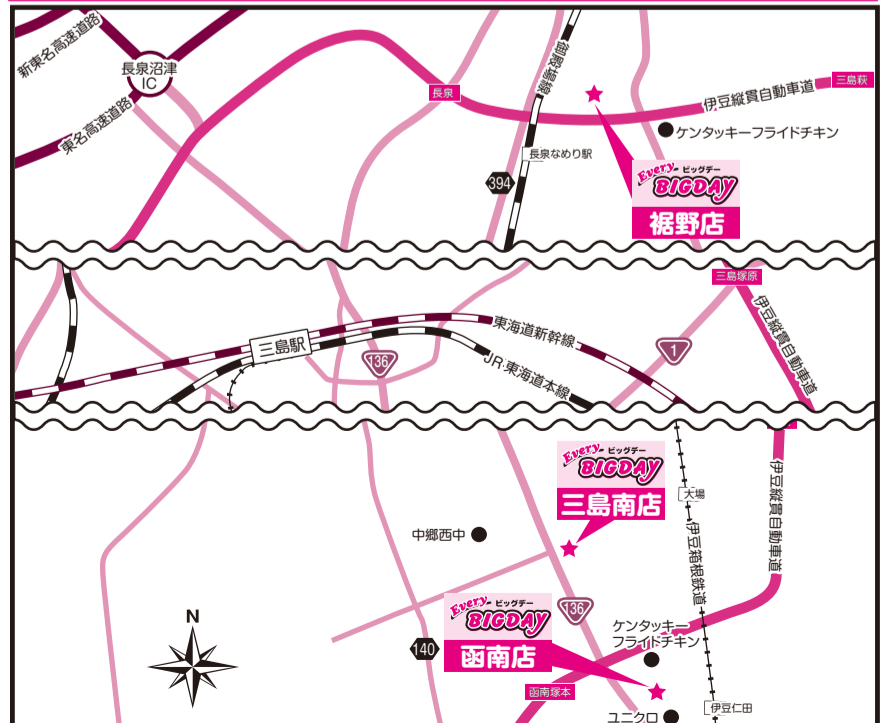 新東名高速道路
長泉沼津
IC
東名高速道路
長泉
御殿場線
伊豆縦貫自動車道
三島萩
ケンタッキーフライドチキン
長泉なめり駅
394
Every ビッグデー
BIGDAY
裾野店
三島塚原
伊豆縦貫自動車道
東海道新幹線
三島駅
136
1
JR東海道本線
Every ビッグデー
BIGDAY
三島南店
大場
伊豆箱根鉄道
伊豆縦貫自動車道
中郷西中
N
Every ビッグデー
BIGDAY
函南店
136
140
ケンタッキー
フライドチキン
函南塚本
ユニクロ
伊豆仁田